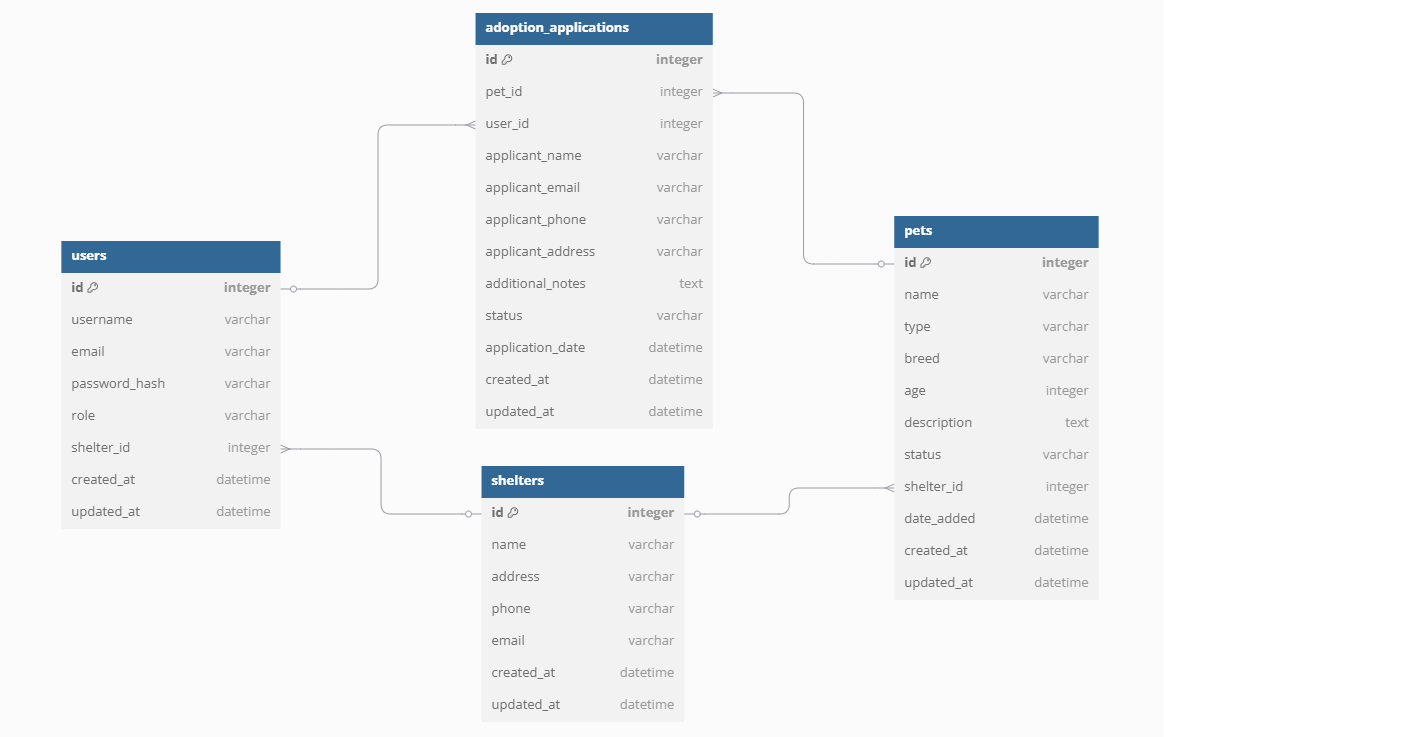 adoption_applications
id integer
pet_id integer
user_id integer
applicant_name varchar
applicant_email varchar
applicant_phone varchar
applicant_address varchar
additional_notes text
status varchar
application_date datetime
created_at datetime
updated_at datetime
users
id integer
username varchar
email varchar
password_hash varchar
role varchar
shelter_id integer
created_at datetime
updated_at datetime
shelters
id integer
name varchar
address varchar
phone varchar
email varchar
created_at datetime
updated_at datetime
pets
id integer
name varchar
type varchar
breed varchar
age integer
description text
status varchar
shelter_id integer
date_added datetime
created_at datetime
updated_at datetime